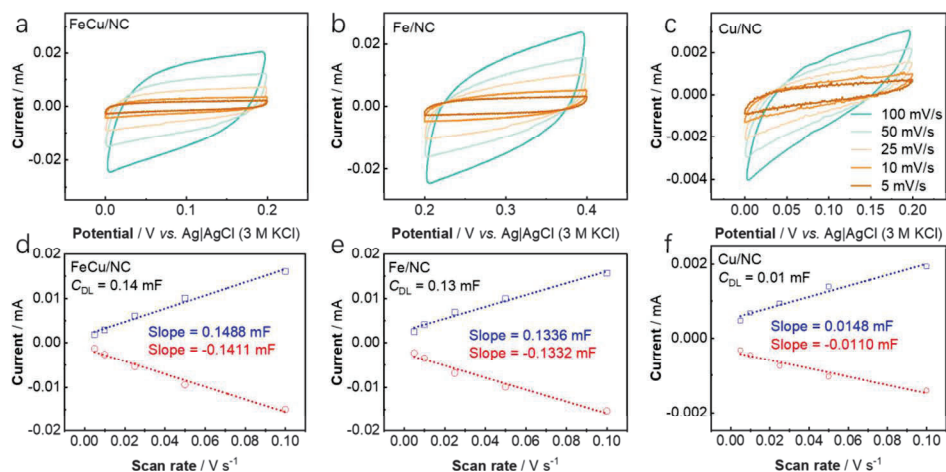 a
FeCu/NC
0.02
0.00
-0.02
Current / mA
0.0
0.1
0.2
Potential / V vs. Ag|AgCl (3 M KCl)
b
Fe/NC
0.02
0.00
-0.02
Current / mA
0.2
0.3
0.4
Potential / V vs. Ag|AgCl (3 M KCl)
c
Cu/NC
0.002
0.000
-0.002
-0.004
Current / mA
100 mV/s
50 mV/s
25 mV/s
10 mV/s
5 mV/s
0.00
0.05
0.10
0.15
0.20
Potential / V vs. Ag|AgCl (3 M KCl)
d
FeCu/NC
CDL = 0.14 mF
0.02
0.01
0.00
-0.01
-0.02
Current / mA
Slope = 0.1488 mF
Slope = -0.1411 mF
0.00
0.02
0.04
0.06
0.08
0.10
Scan rate / V s-1
e
Fe/NC
CDL = 0.13 mF
0.02
0.01
0.00
-0.01
-0.02
Current / mA
Slope = 0.1336 mF
Slope = -0.1332 mF
0.00
0.02
0.04
0.06
0.08
0.10
Scan rate / V s-1
f
Cu/NC
CDL = 0.01 mF
0.002
0.000
-0.002
Current / mA
Slope = 0.0148 mF
Slope = -0.0110 mF
0.00
0.02
0.04
0.06
0.08
0.10
Scan rate / V s-1